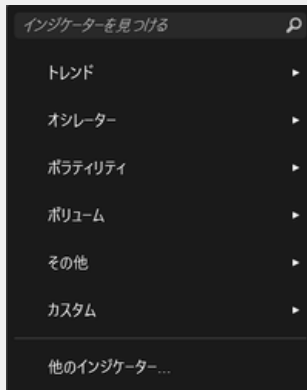 インジケーターを見つける
トレンド
オシレーター
ボラティリティ
ボリューム
その他
カスタム
他のインジケーター...